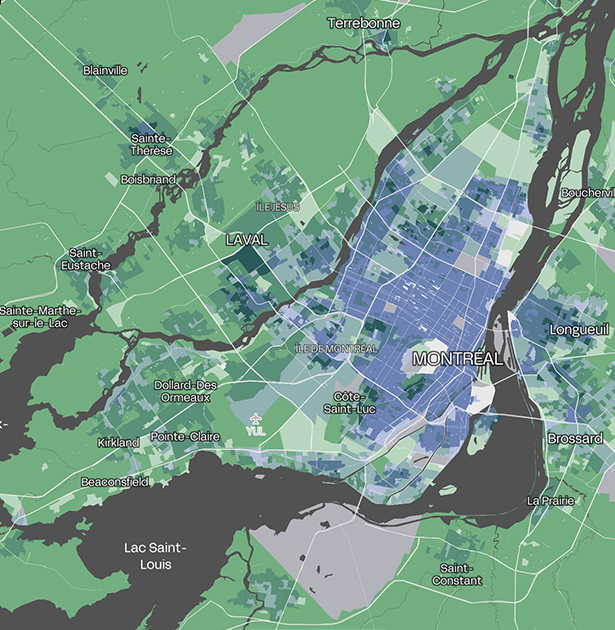 Terrebonne
Blainville
Sainte-
Thérèse
Boisbriand
ÎLE JÉSUS
LAVAL
Saint-
Eustache
Sainte-Marthe-
sur-le-Lac
Longueuil
ÎLE DE MONTRÉAL
MONTRÉAL
Dollard-Des
Ormeaux
Côte-
Saint-Luc
YUL
Kirkland
Pointe-Claire
Brossard
Beaconsfield
La Prairie
Lac Saint-
Louis
Saint-
Constant